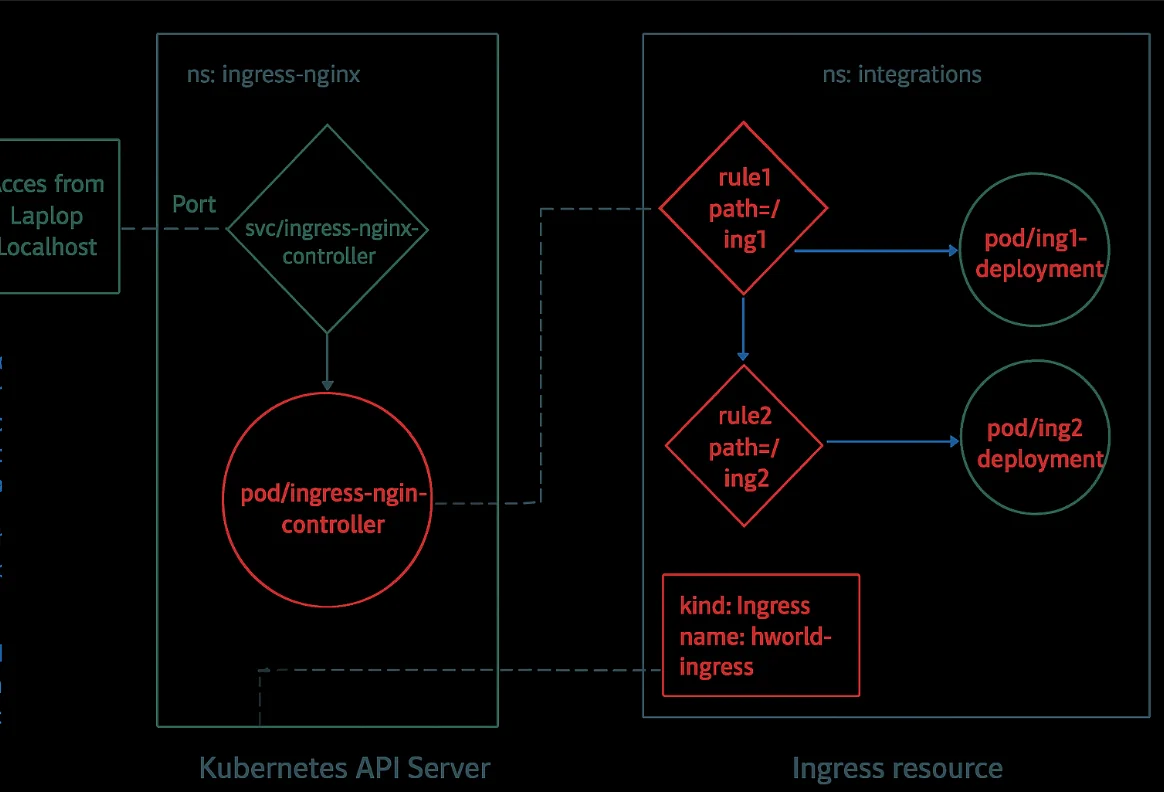 ns: ingress-nginx
ns: integrations
cces from
Laplop
Localhost
Port
svc/ingress-nginx-
controller
rule1
path=/
ing1
pod/ing1-
deployment
rule2
path=/
ing2
pod/ing2
deployment
pod/ingress-ngin-
controller
kind: Ingress
name: hworld-
ingress
Kubernetes API Server
Ingress resource